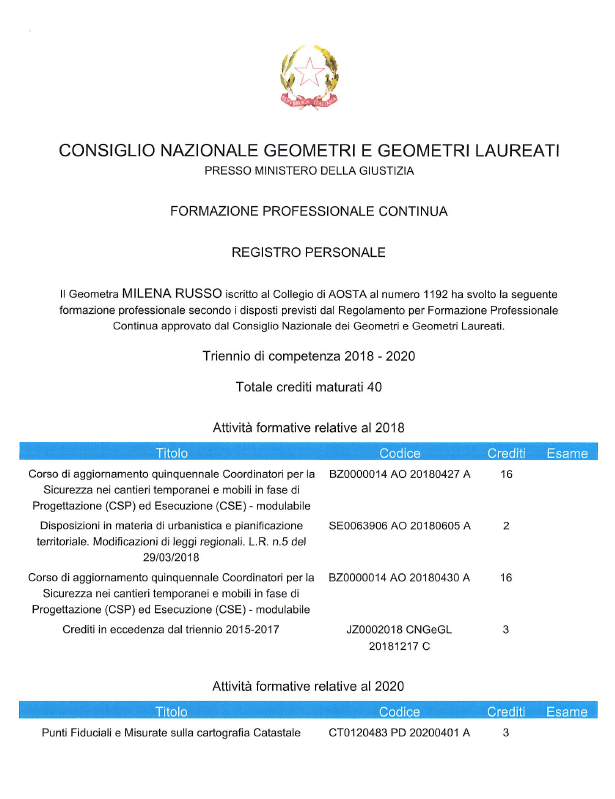 CONSIGLIO NAZIONALE GEOMETRI E GEOMETRI LAUREATI
PRESSO MINISTERO DELLA GIUSTIZIA
FORMAZIONE PROFESSIONALE CONTINUA
REGISTRO PERSONALE
Il Geometra MILENA RUSSO iscritto al Collegio di AOSTA al numero 1192 ha svolto la seguente
formazione professionale secondo i disposti previsti dal Regolamento per Formazione Professionale
Continua approvato dal Consiglio Nazionale dei Geometri e Geometri Laureati.
Triennio di competenza 2018 - 2020
Totale crediti maturati 40
Attività formative relative al 2018
Titolo Codice Crediti Esame
Corso di aggiornamento quinquennale Coordinatori per la BZ0000014 AO 20180427 A 16
Sicurezza nei cantieri temporanei e mobili in fase di
Progettazione (CSP) ed Esecuzione (CSE) - modulabile
Disposizioni in materia di urbanistica e pianificazione SE0063906 AO 20180605 A 2
territoriale. Modificazioni di leggi regionali. L.R. n.5 del
29/03/2018
Corso di aggiornamento quinquennale Coordinatori per la BZ0000014 AO 20180430 A 16
Sicurezza nei cantieri temporanei e mobili in fase di
Progettazione (CSP) ed Esecuzione (CSE) - modulabile
Crediti in eccedenza dal triennio 2015-2017 JZ0002018 CNGeGL 3
20181217 C
Attività formative relative al 2020
Titolo Codice Crediti Esame
Punti Fiduciali e Misurate sulla cartografia Catastale CT0120483 PD 20200401 A 3